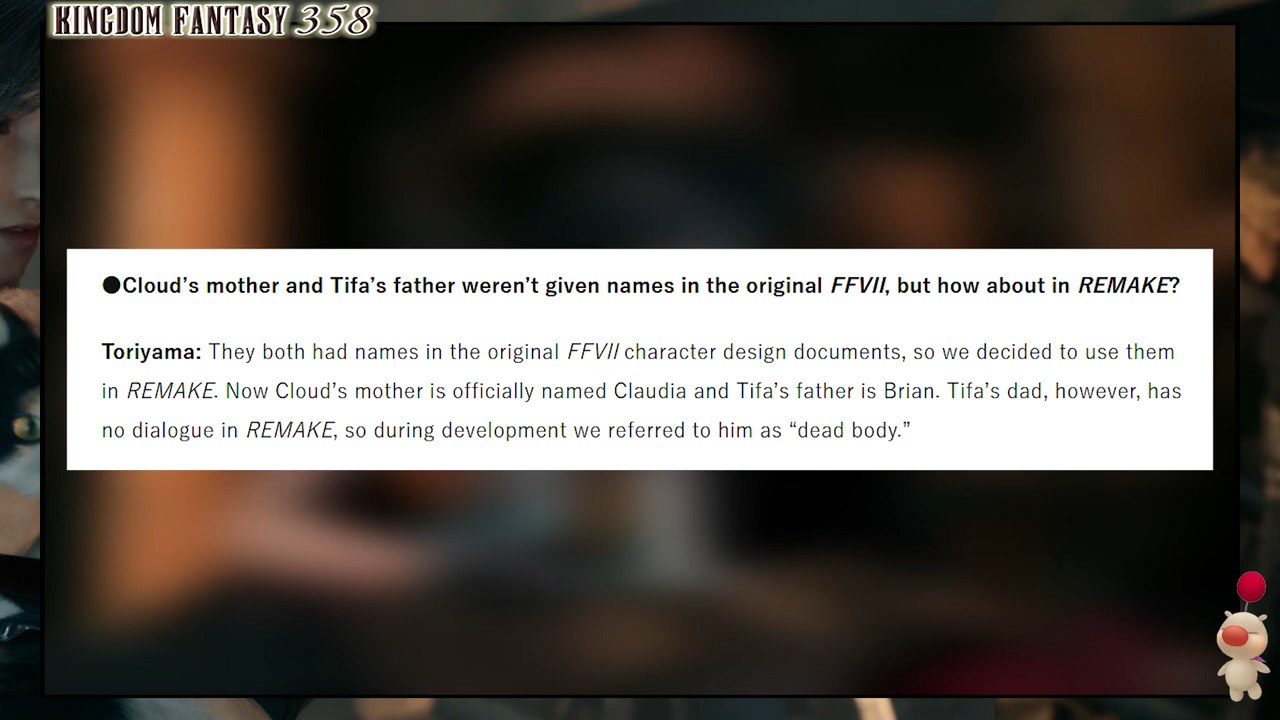 KINGDOM FANTASY 358
●Cloud’s mother and Tifa’s father weren’t given names in the original FFVII, but how about in REMAKE?
Toriyama: They both had names in the original FFVII character design documents, so we decided to use them
in REMAKE. Now Cloud’s mother is officially named Claudia and Tifa’s father is Brian. Tifa’s dad, however, has
no dialogue in REMAKE, so during development we referred to him as “dead body.”